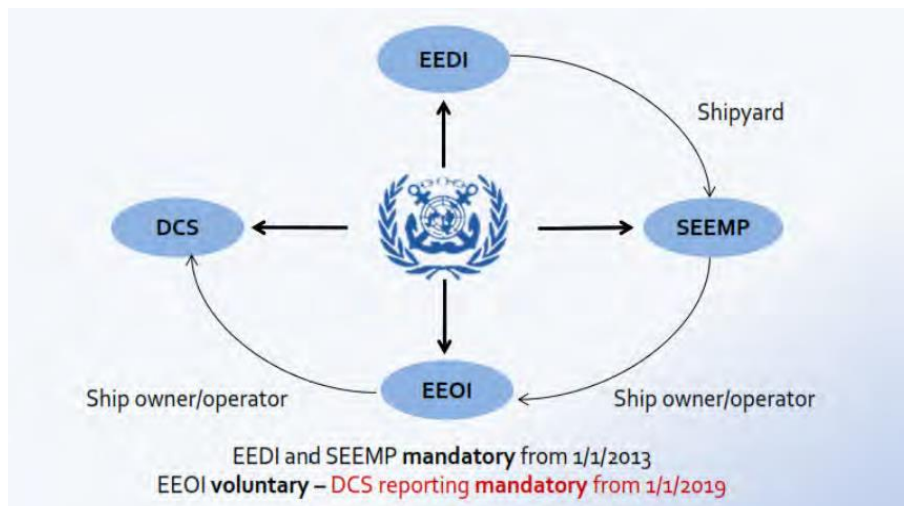 EEDI
Shipyard
DCS
SEEMP
Ship owner/operator
EEOI
Ship owner/operator
EEDI and SEEMP mandatory from 1/1/2013
EEOI voluntary – DCS reporting mandatory from 1/1/2019